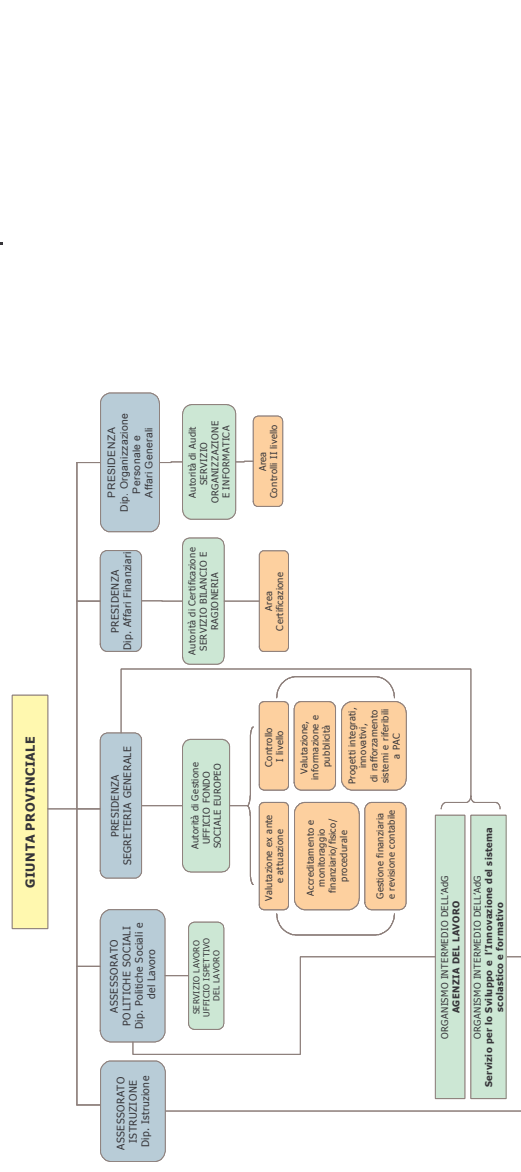 GIUNTA PROVINCIALE
ASSESSORATO
ISTRUZIONE
Dip. Istruzione
ASSESSORATO
POLITICHE SOCIALI
Dip. Politiche Sociali e
del Lavoro
PRESIDENZA
SEGRETERIA GENERALE
PRESIDENZA
Dip. Affari Finanziari
PRESIDENZA
Dip. Organizzazione
Personale e
Affari Generali
SERVIZIO LAVORO
UFFICIO ISPETTIVO
DEL LAVORO
Autorità di Gestione
UFFICIO FONDO
SOCIALE EUROPEO
Autorità di Certificazione
SERVIZIO BILANCIO E
RAGIONERIA
Autorità di Audit
SERVIZIO
ORGANIZZAZIONE
E INFORMATICA
Valutazione ex ante
e attuazione
Controllo
I livello
Area
Certificazione
Area
Controlli II livello
Accreditamento e
monitoraggio
finanziario/fisico/
procedurale
Valutazione,
informazione e
pubblicità
Gestione finanziaria
e revisione contabile
Progetti integrati,
innovativi,
di rafforzamento
sistemi e riferibili
a PAC
ORGANISMO INTERMEDIO DELL'AdG
AGENZIA DEL LAVORO
ORGANISMO INTERMEDIO DELL'AdG
Servizio per lo Sviluppo e l'Innovazione del sistema
scolastico e formativo